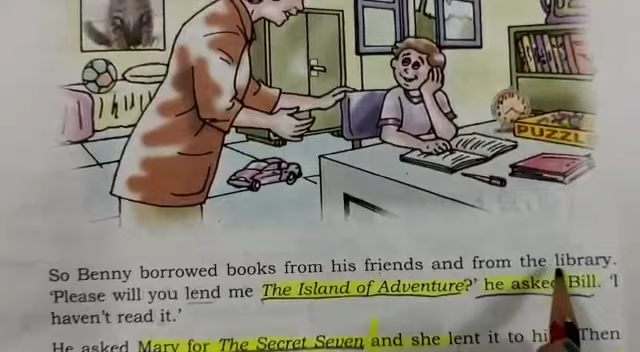 PUZZL
So Benny borrowed books from his friends and from the library.
‘Please will you lend me The Island of Adventure?’ he asked Bill. ‘I
haven’t read it.’
He asked Mary for The Secret Seven and she lent it to Then